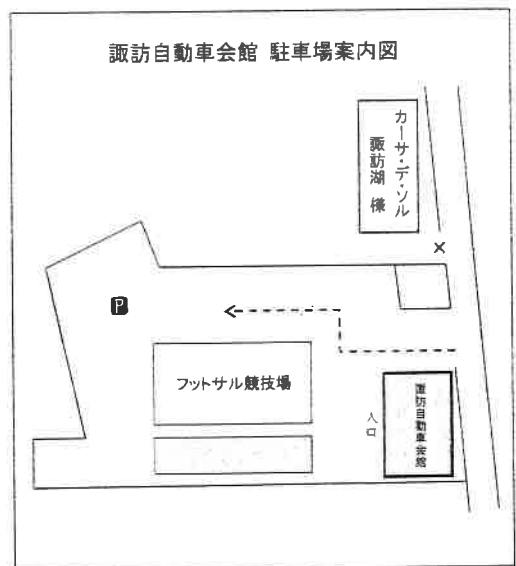 諏訪自動車会館 駐車場案内図
カーサ・デ・ソル
諏訪湖 様
×
P
フットサル競技場
入口
諏訪自動車会館